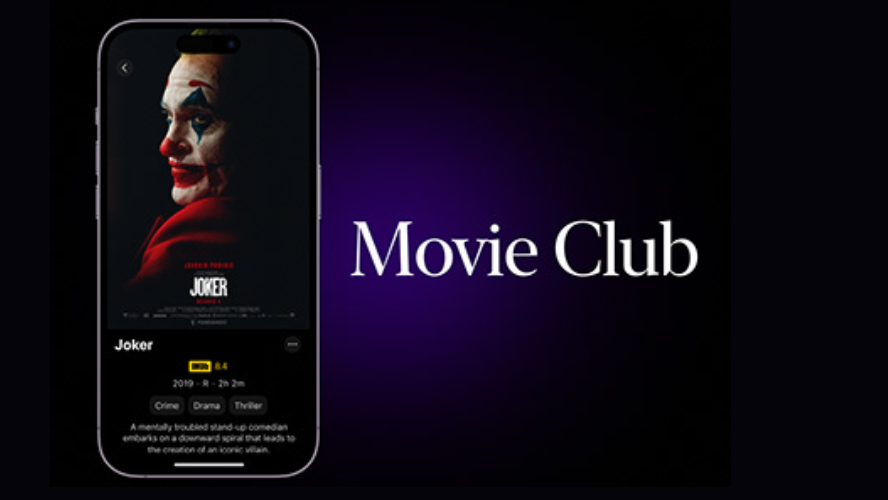 JOAQUIN PHOENIX
JOKER
Joker
IMDb 8.4
2019 · R · 2h 2m
Crime Drama Thriller
A mentally troubled stand-up comedian
embarks on a downward spiral that leads to
the creation of an iconic villain.
Movie Club